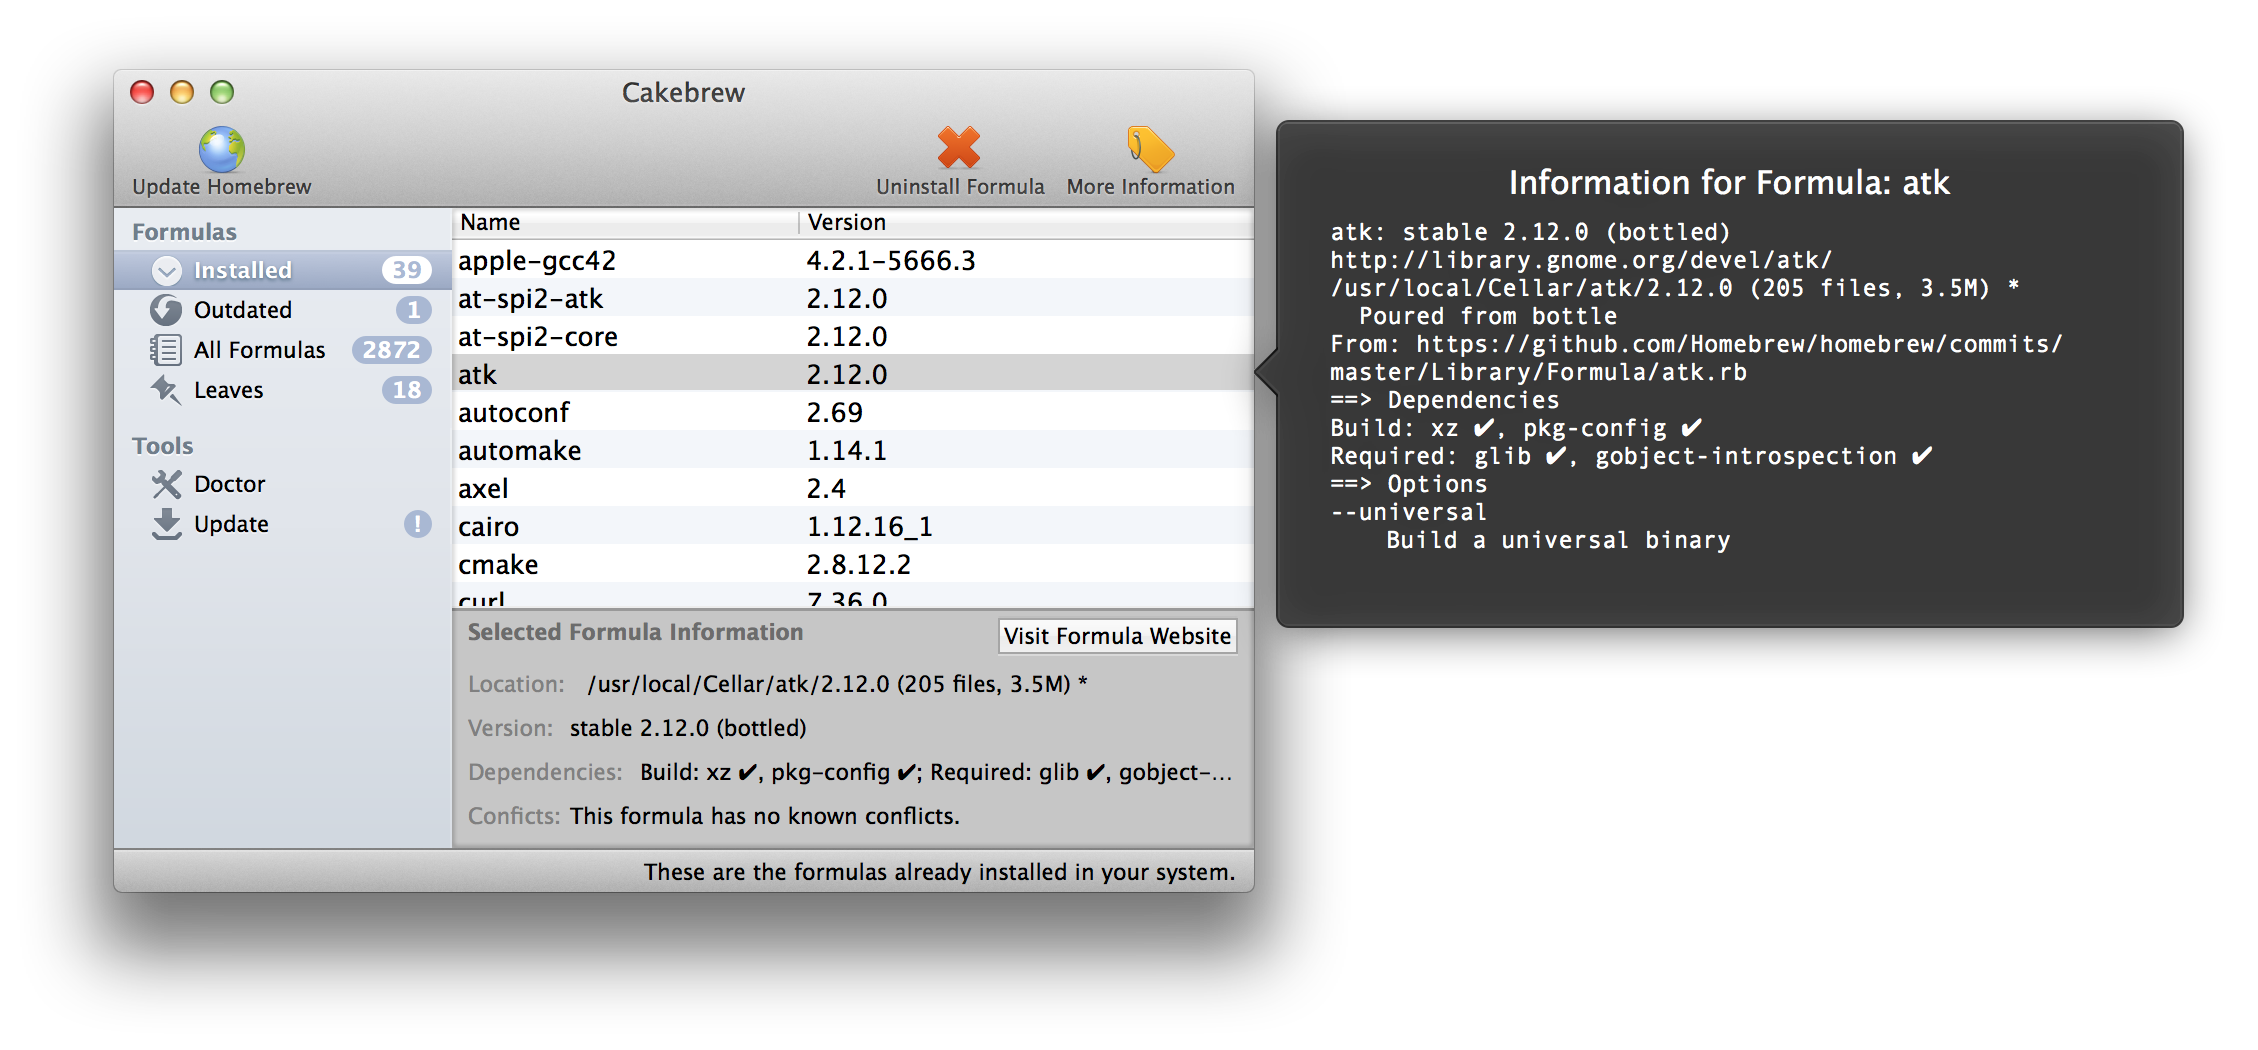 Cakebrew
Update Homebrew
Uninstall Formula
More Information
Formulas
Installed 39
Outdated 1
All Formulas 2872
Leaves 18
Tools
Doctor
Update !
Name Version
apple-gcc42 4.2.1-5666.3
at-spi2-atk 2.12.0
at-spi2-core 2.12.0
atk 2.12.0
autoconf 2.69
automake 1.14.1
axel 2.4
cairo 1.12.16_1
cmake 2.8.12.2
curl 7.36.0
Selected Formula Information
Visit Formula Website
Location: /usr/local/Cellar/atk/2.12.0 (205 files, 3.5M) *
Version: stable 2.12.0 (bottled)
Dependencies: Build: xz ✔, pkg-config ✔; Required: glib ✔, gobject-...
Conficts: This formula has no known conflicts.
These are the formulas already installed in your system.
Information for Formula: atk
atk: stable 2.12.0 (bottled)
http://library.gnome.org/devel/atk/
/usr/local/Cellar/atk/2.12.0 (205 files, 3.5M) *
Poured from bottle
From: https://github.com/Homebrew/homebrew/commits/
master/Library/Formula/atk.rb
==> Dependencies
Build: xz ✔, pkg-config ✔
Required: glib ✔, gobject-introspection ✔
==> Options
--universal
Build a universal binary